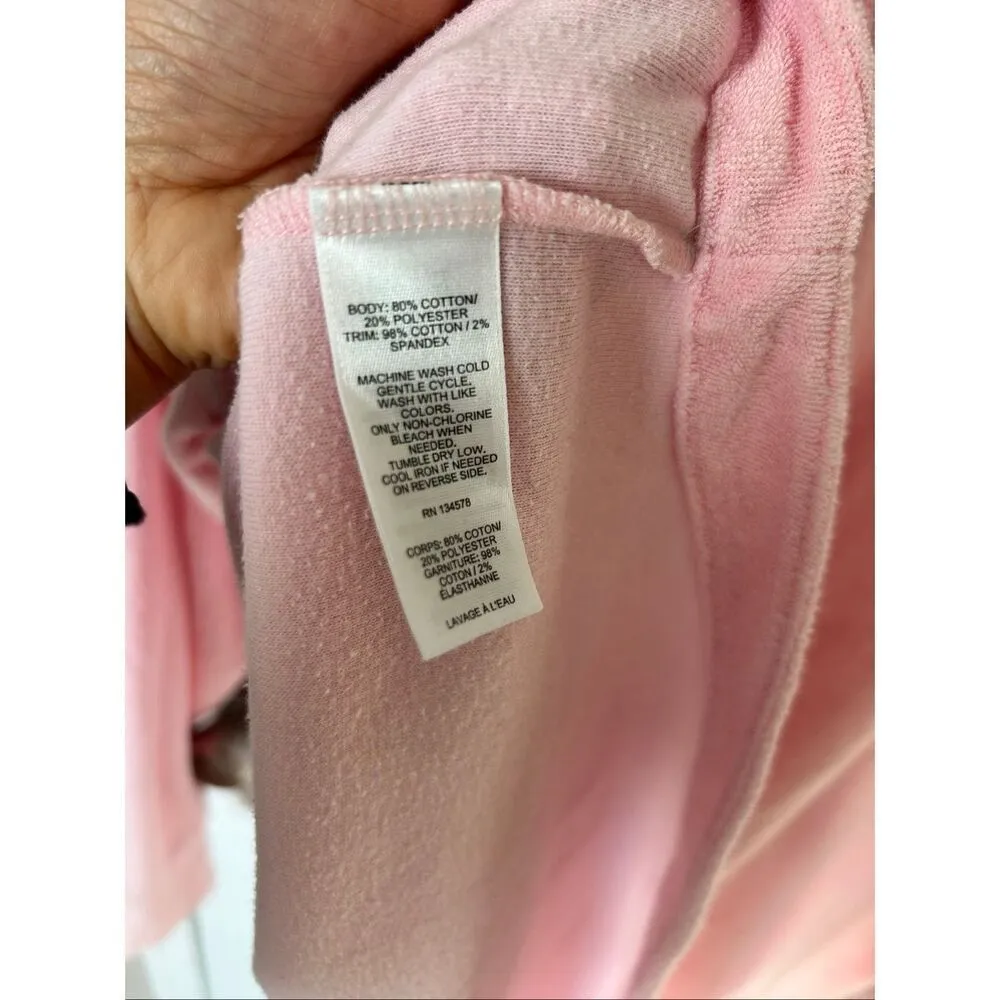 BODY: 80% COTTON/
20% POLYESTER
TRIM: 98% COTTON / 2%
SPANDEX
MACHINE WASH COLD
GENTLE CYCLE.
WASH WITH LIKE
COLORS.
ONLY NON-CHLORINE
BLEACH WHEN
NEEDED.
TUMBLE DRY LOW.
COOL IRON IF NEEDED
ON REVERSE SIDE.
RN 134578
CORPS: 80% COTON/
20% POLYESTER
GARNITURE: 98%
COTON / 2%
ÉLASTHANNE
LAVAGE À L'EAU